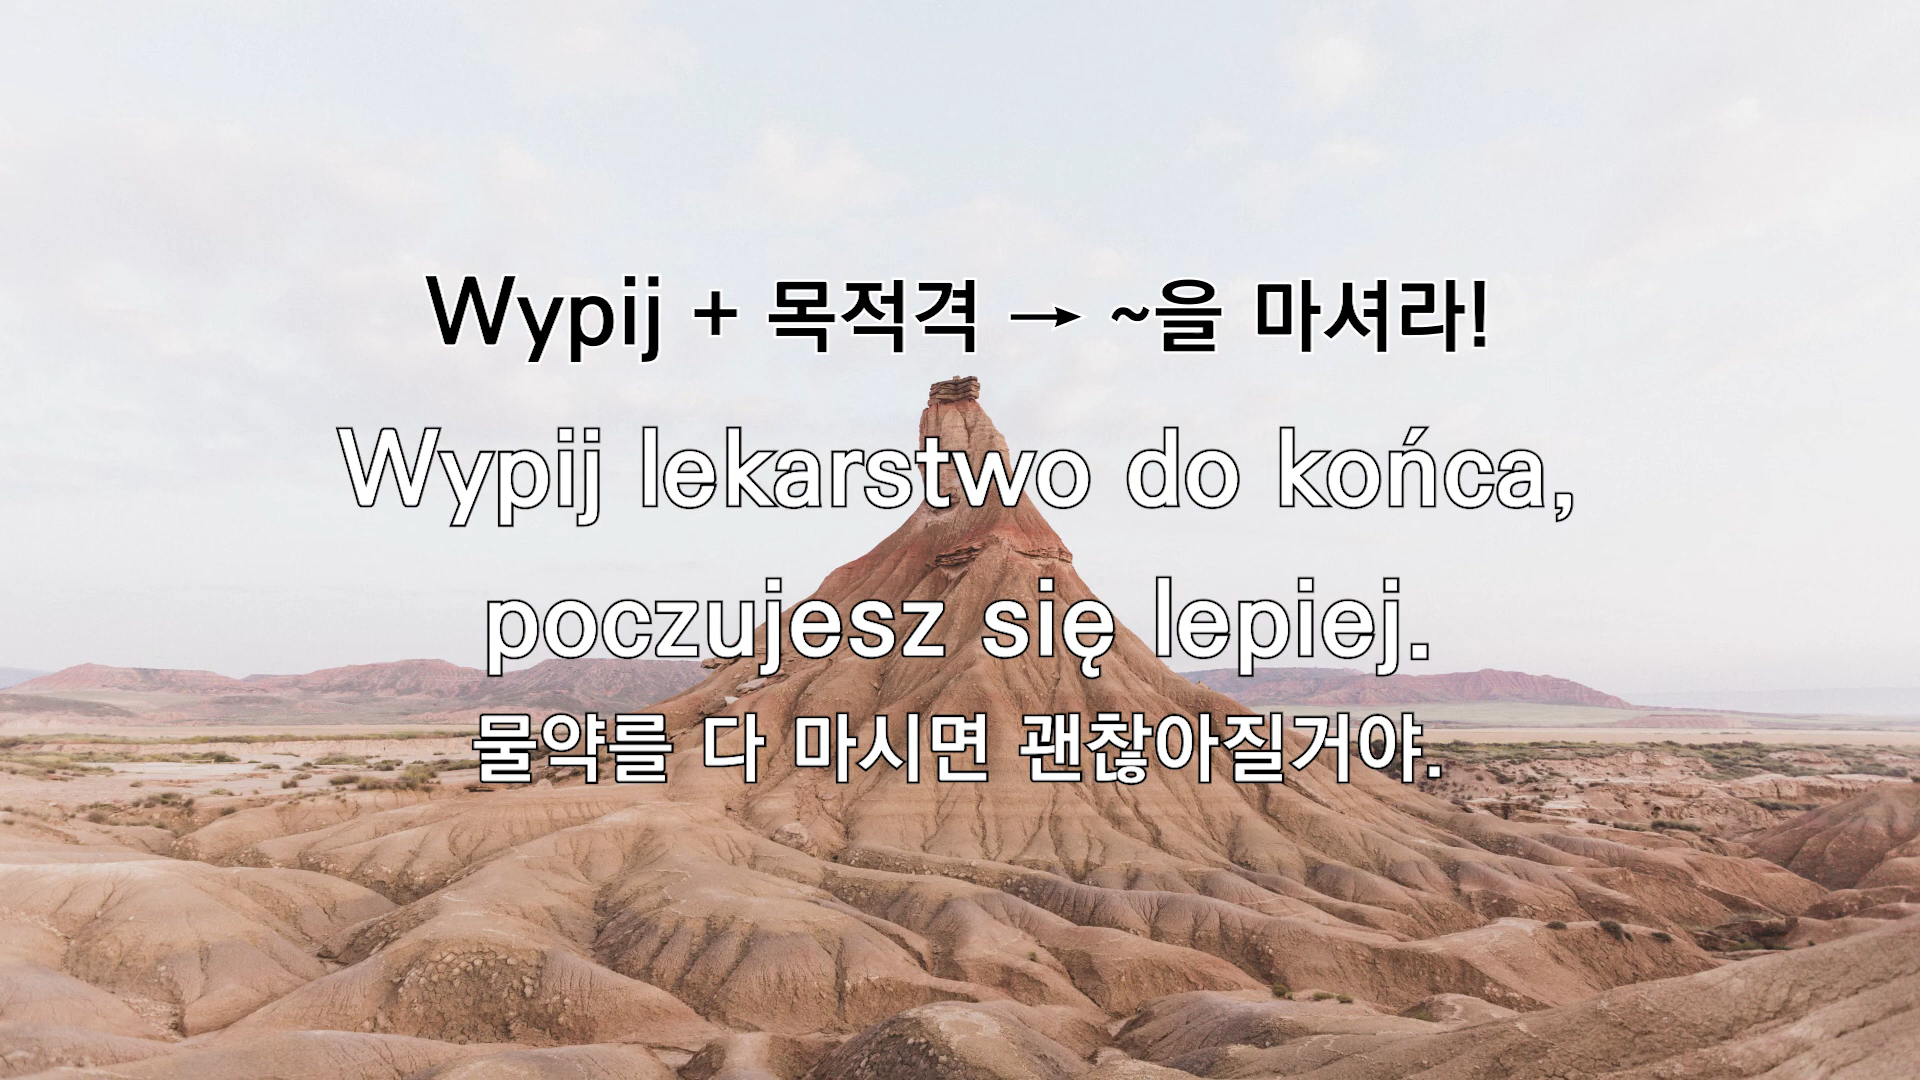 Wypij + 목적격 → ~을 마셔라!
Wypij lekarstwo do końca,
poczujesz się lepiej.
물약를 다 마시면 괜찮아질거야.